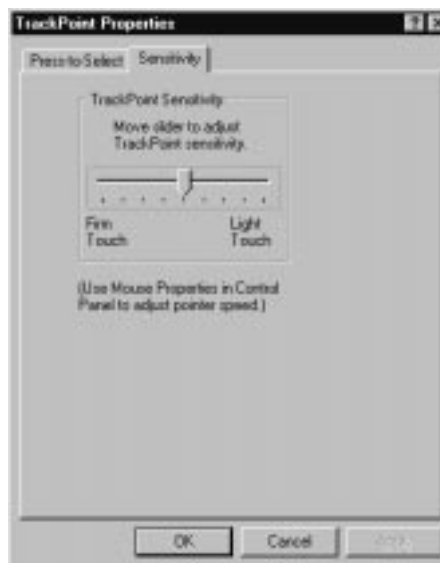 TrackPoint Properties
Press-to-Select Sensitivity
TrackPoint Sensitivity
Move slider to adjust
TrackPoint sensitivity.
Firm Light
Touch Touch
(Use Mouse Properties in Control
Panel to adjust pointer speed.)
OK Cancel Apply